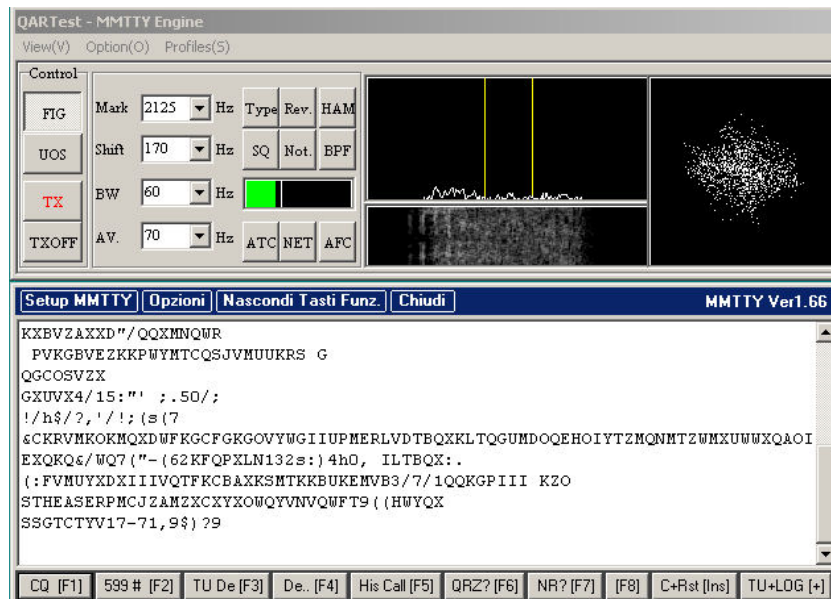 QARTest - MMTTY Engine
View(V) Option(O) Profiles(S)
Control
FIG
UOS
TX
TXOFF
Mark 2125 Hz Type Rev. HAM
Shift 170 Hz SQ Not. BPF
BW 60 Hz
AV. 70 Hz ATC NET AFC
Setup MMTTY Opzioni Nascondi Tasti Funz. Chiudi MMTTY Ver1.66
KXBVZAXXD"/QQXMNQWR
PVKGBVEZKKPWYMTCQSJVMUUKRS G
QGCOSVZX
GXUVX4/15:"' ;.50/;
!/h$/?,'/!;(s(7
&CKRVMKOKMQXDWFKGCFGKGOVYWGIIUPMERLVDTBQXKLTQGUMDOQEHOIYTZMQNMTZWMXUWWXQAOI
EXQKQ&/WQ7("-(62KFQPXLN132s:)4h0, ILTBQX:.
(:FVMUYXDXIIIVQTFKCBAXKSMTKKBUKEMVB3/7/1QQKGPIII KZO
STHEASERPMCJZAMZXCXYXOWQYVNVQWFT9((HWYQX
SSGTCTYV17-71,9$)?9
CQ [F1] 599 # [F2] TU De [F3] De.. [F4] His Call [F5] QRZ? [F6] NR? [F7] [F8] C+Rst [Ins] TU+LOG [+]